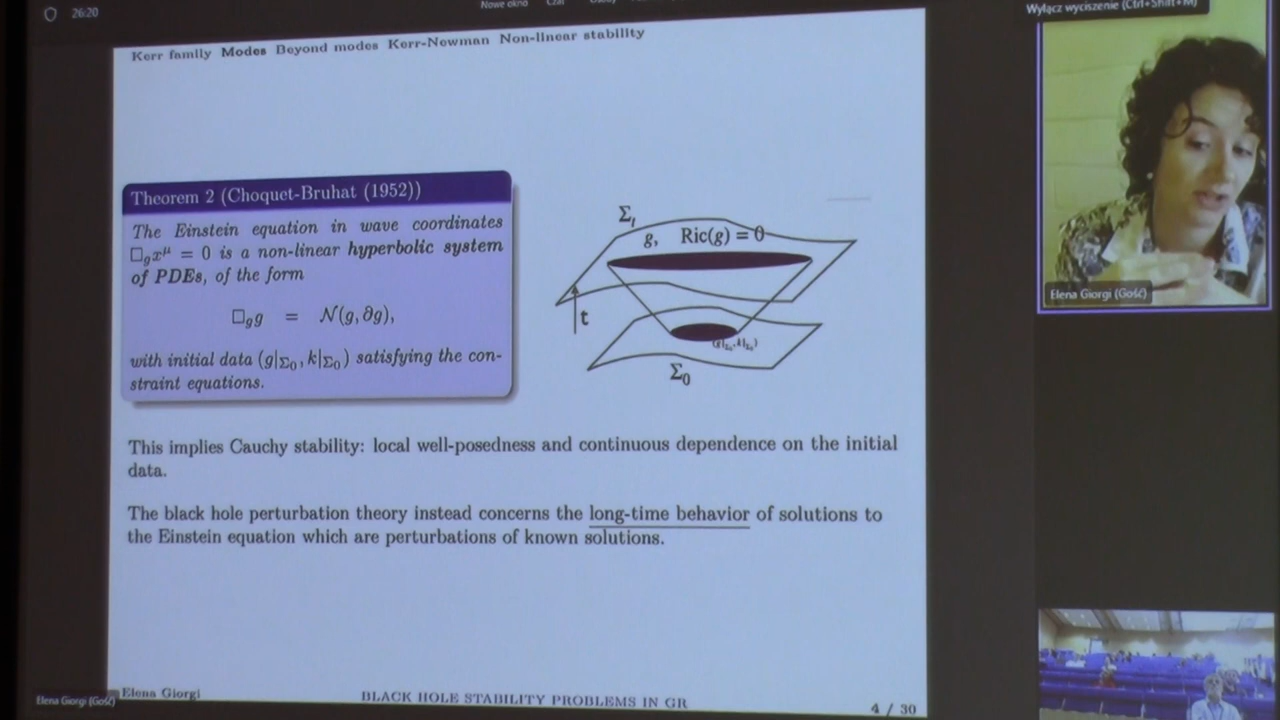 26:20
Nowe okno
Wyłącz wyciszenie (Ctrl+Shift+M)
Kerr family Modes Beyond modes Kerr-Newman Non-linear stability
Theorem 2 (Choquet-Bruhat (1952))
The Einstein equation in wave coordinates
□_g x^μ = 0 is a non-linear hyperbolic system
of PDEs, of the form
□_g g = N(g, ∂g),
with initial data (g|Σ₀, k|Σ₀) satisfying the con-
straint equations.
Σ_t
g, Ric(g) = 0
t
(g|Σ₀, k|Σ₀)
Σ₀
This implies Cauchy stability: local well-posedness and continuous dependence on the initial
data.
The black hole perturbation theory instead concerns the long-time behavior of solutions to
the Einstein equation which are perturbations of known solutions.
Elena Giorgi (Gość)
Elena Giorgi (Gość)
Elena Giorgi
BLACK HOLE STABILITY PROBLEMS IN GR
4 / 30